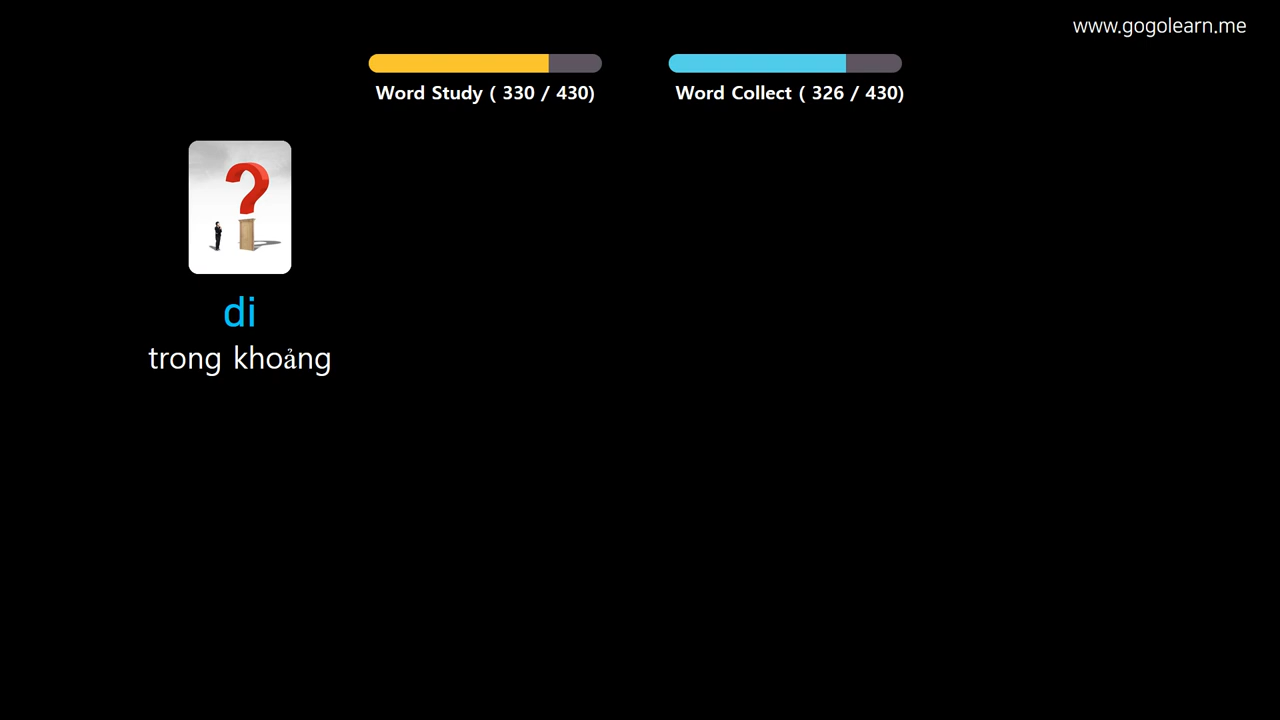 www.gogolearn.me
Word Study ( 330 / 430)
Word Collect ( 326 / 430)
di
trong khoảng